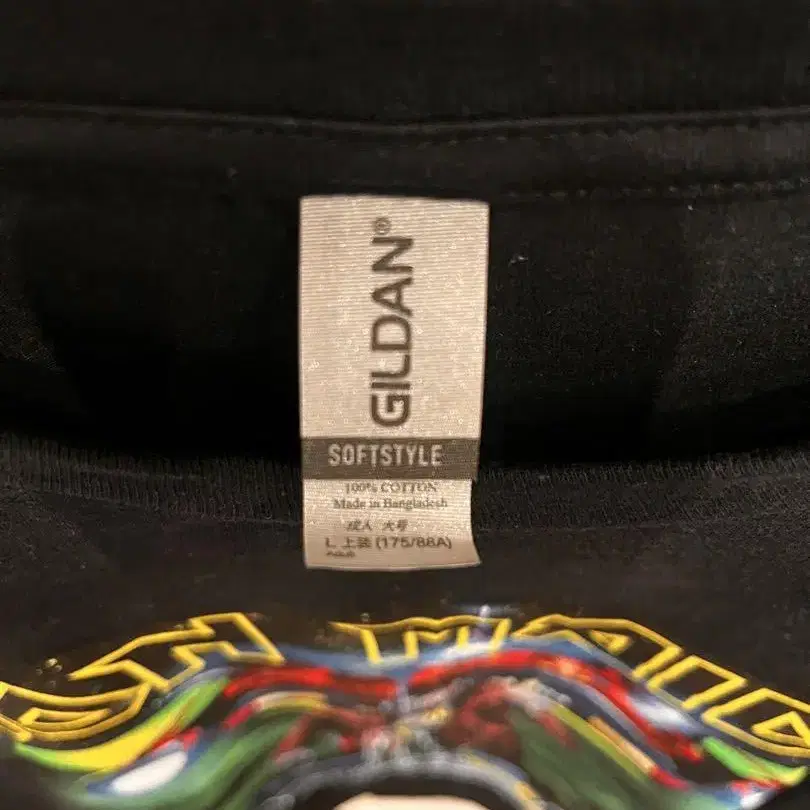 GILDAN®
SOFTSTYLE
100% COTTON
Made in Bangladesh
成人 大号
L 上装 (175/88A)